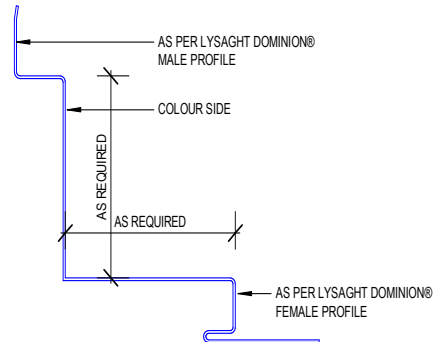 AS PER LYSAGHT DOMINION®
MALE PROFILE
COLOUR SIDE
AS REQUIRED
AS REQUIRED
AS PER LYSAGHT DOMINION®
FEMALE PROFILE